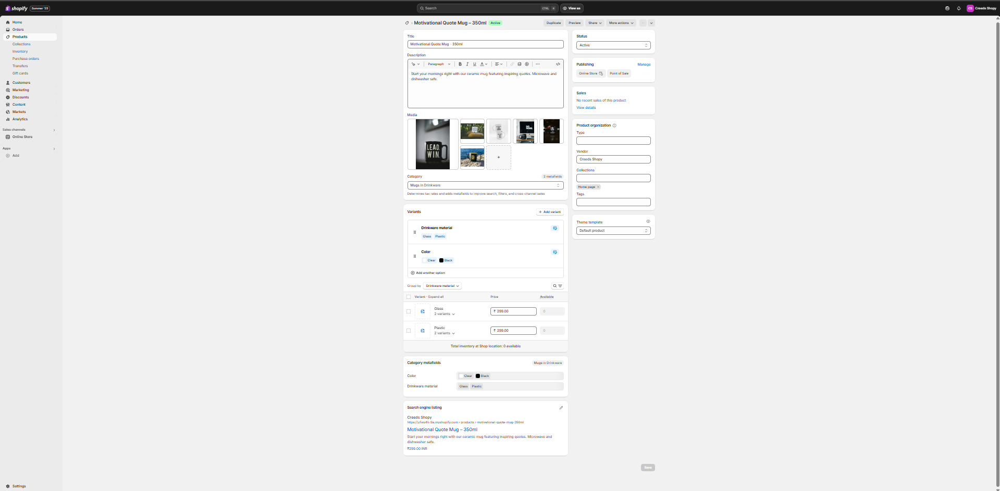 shopify
Summer '25
Search
CTRL K
View as
Creeds Shopy
CS
Home
Orders
Products
Collections
Inventory
Purchase orders
Transfers
Gift cards
Customers
Marketing
Discounts
Content
Markets
Analytics
Sales channels
Online Store
Apps
Add
Settings
Motivational Quote Mug – 350ml
Active
Duplicate
Preview
Share
More actions
Title
Motivational Quote Mug – 350ml
Description
Paragraph
B I U A
Start your mornings right with our ceramic mug featuring inspiring quotes. Microwave and
dishwasher safe.
Media
LEAD.
WIN.
DO
MORE.
Category
2 metafields
Mugs in Drinkware
Determines tax rates and adds metafields to improve search, filters, and cross-channel sales
Variants
Add variant
Drinkware material
Glass Plastic
Color
Clear Black
Add another option
Group by Drinkware material
Variant · Expand all
Price
Available
Glass
2 variants
₹ 299.00
0
Plastic
2 variants
₹ 299.00
0
Total inventory at Shop location: 0 available
Category metafields
Mugs in Drinkware
Color
Clear Black
Drinkware material
Glass Plastic
Search engine listing
Creeds Shopy
https://zfws4h-9a.myshopify.com › products › motivational-quote-mug-350ml
Motivational Quote Mug – 350ml
Start your mornings right with our ceramic mug featuring inspiring quotes. Microwave and
dishwasher safe.
₹299.00 INR
Status
Active
Publishing
Manage
Online Store
Point of Sale
Sales
No recent sales of this product
View details
Product organization
Type
Vendor
Creeds Shopy
Collections
Home page
Tags
Theme template
Default product
Save